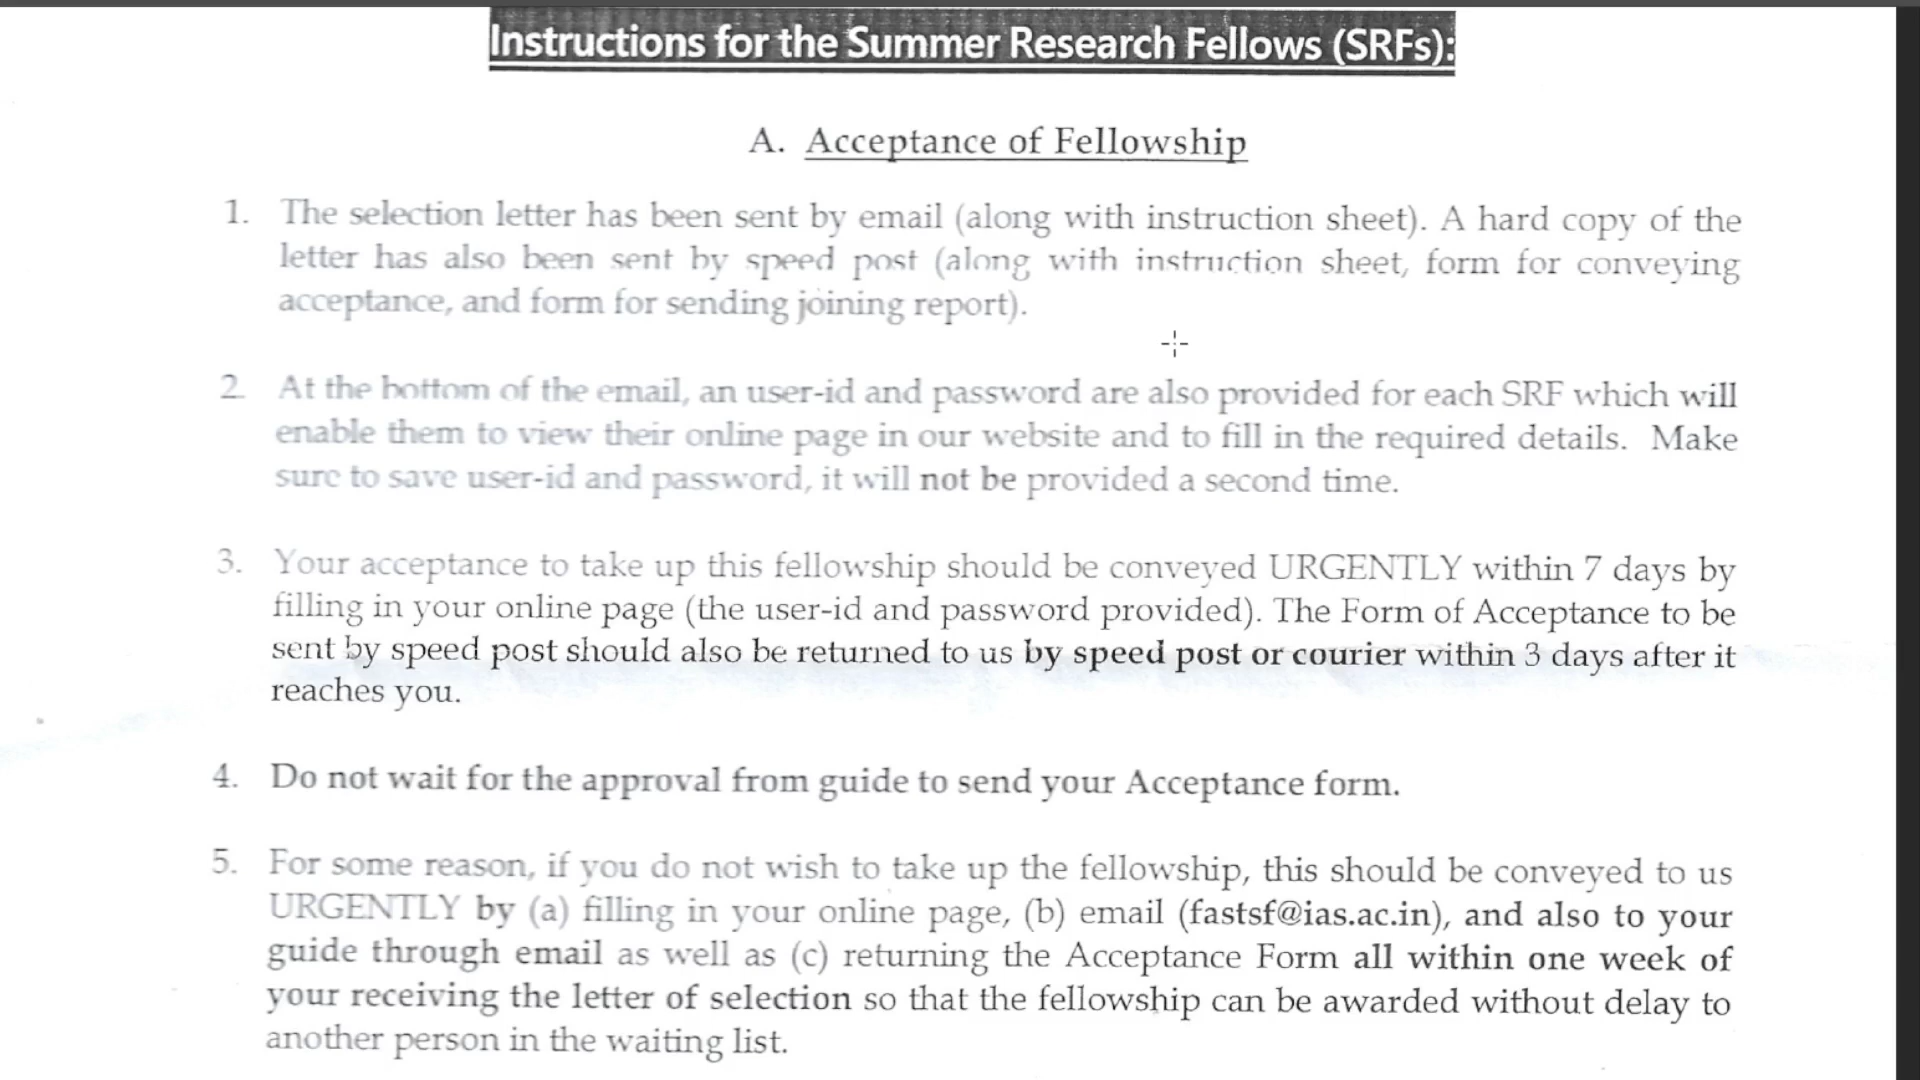 Instructions for the Summer Research Fellows (SRFs):
A. Acceptance of Fellowship
1. The selection letter has been sent by email (along with instruction sheet). A hard copy of the
letter has also been sent by speed post (along with instruction sheet, form for conveying
acceptance, and form for sending joining report).
2. At the bottom of the email, an user-id and password are also provided for each SRF which will
enable them to view their online page in our website and to fill in the required details. Make
sure to save user-id and password, it will not be provided a second time.
3. Your acceptance to take up this fellowship should be conveyed URGENTLY within 7 days by
filling in your online page (the user-id and password provided). The Form of Acceptance to be
sent by speed post should also be returned to us by speed post or courier within 3 days after it
reaches you.
4. Do not wait for the approval from guide to send your Acceptance form.
5. For some reason, if you do not wish to take up the fellowship, this should be conveyed to us
URGENTLY by (a) filling in your online page, (b) email (fastsf@ias.ac.in), and also to your
guide through email as well as (c) returning the Acceptance Form all within one week of
your receiving the letter of selection so that the fellowship can be awarded without delay to
another person in the waiting list.